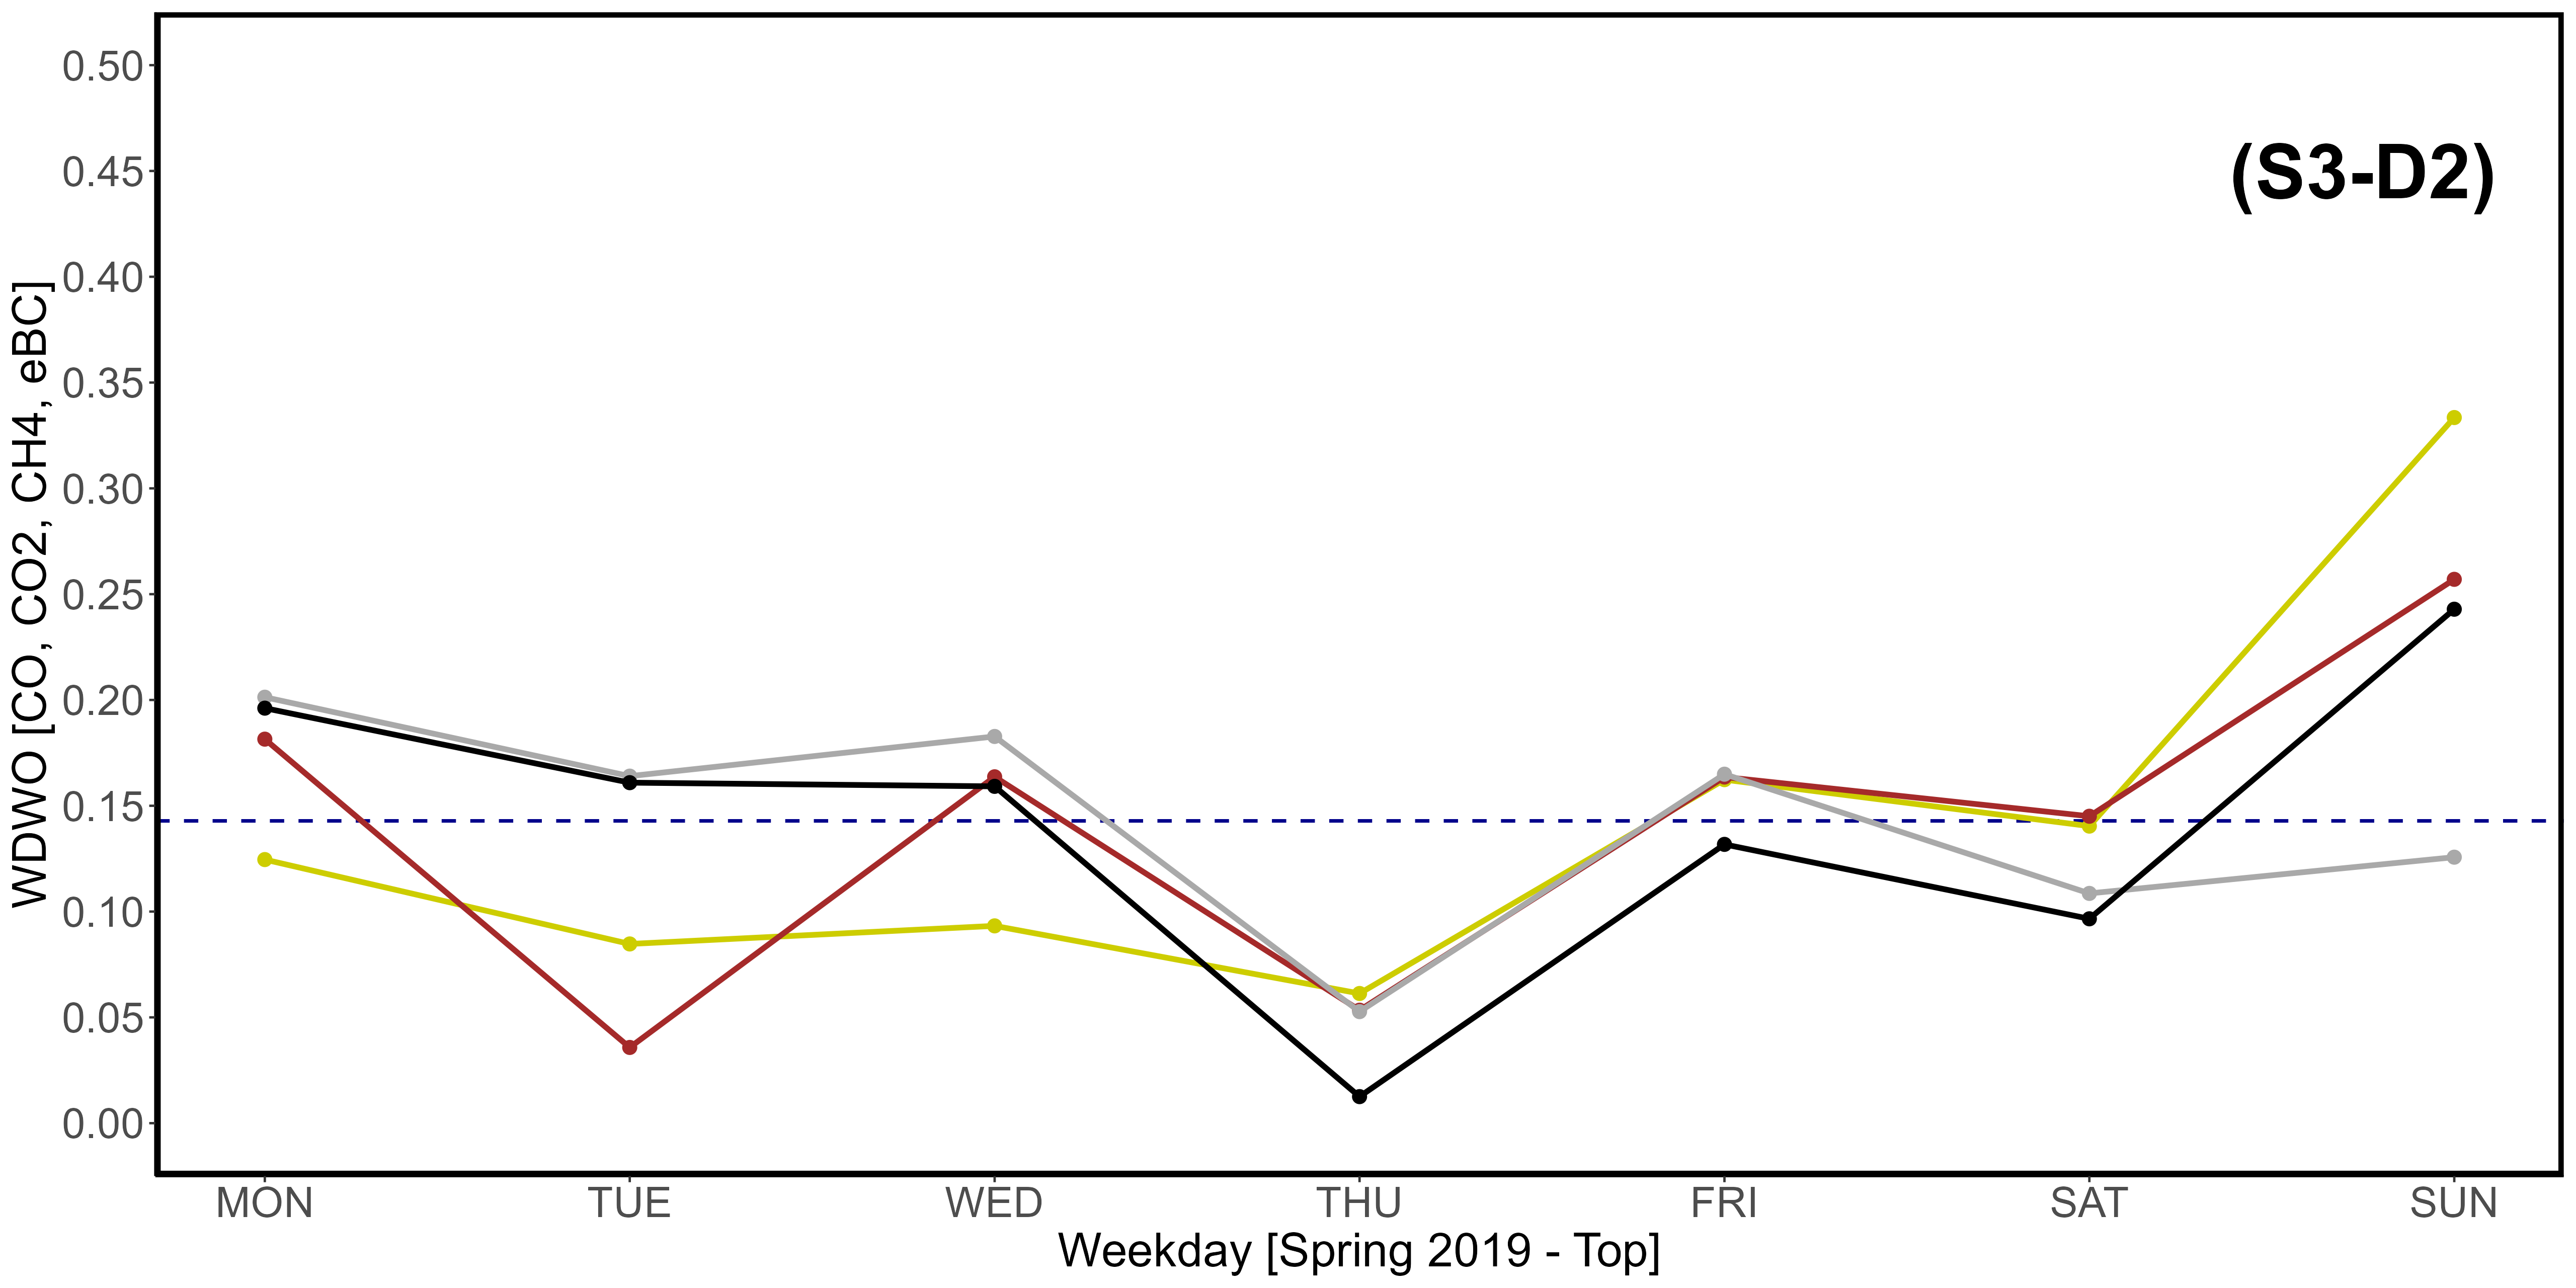 (S3-D2)
WDWO [CO, CO2, CH4, eBC]
0.50
0.45
0.40
0.35
0.30
0.25
0.20
0.15
0.10
0.05
0.00
MON TUE WED THU FRI SAT SUN
Weekday [Spring 2019 - Top]